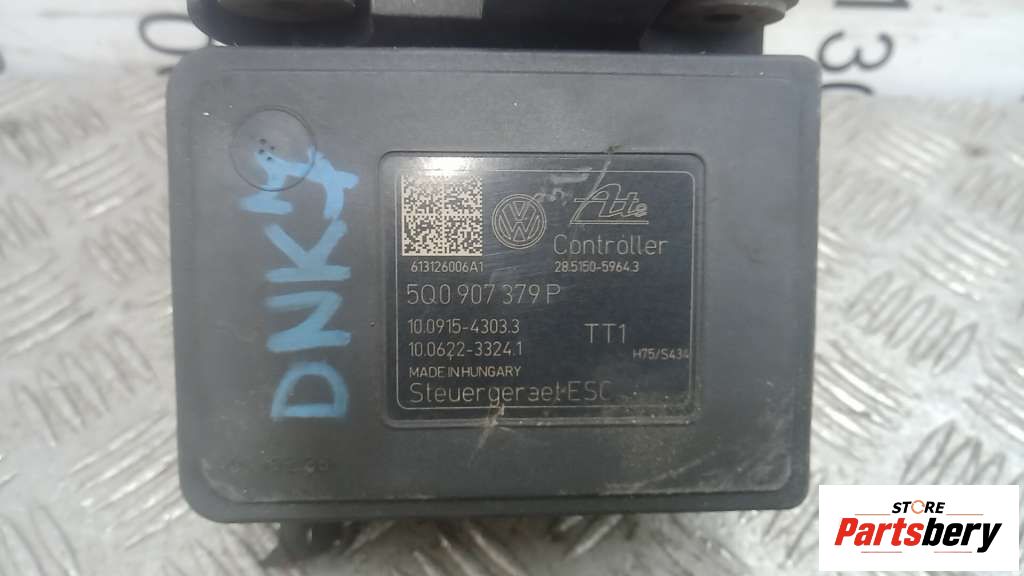 613126006A1
Ate
Controller
28.5150-5964.3
5Q0 907 379 P
10.0915-4303.3
10.0622-3324.1
TT1
H75/S434
MADE IN HUNGARY
Steuergeraet ESC
STORE
Partsbery